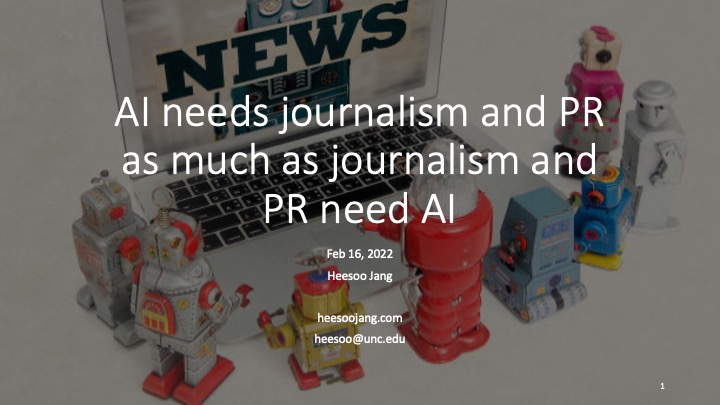 NEWS
AI needs journalism and PR
as much as journalism and
PR need AI
Feb 16, 2022
Heesoo Jang
heesoojang.com
heesoo@unc.edu
1